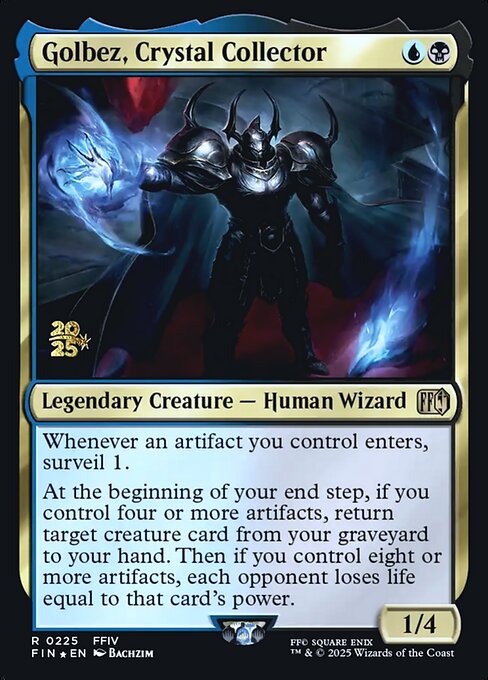 Golbez, Crystal Collector
2025
Legendary Creature — Human Wizard
FF
Whenever an artifact you control enters,
surveil 1.
At the beginning of your end step, if you
control four or more artifacts, return
target creature card from your graveyard
to your hand. Then if you control eight or
more artifacts, each opponent loses life
equal to that card's power.
1/4
R 0225 FFIV
FIN★EN Bachzim
FF© SQUARE ENIX
™ & © 2025 Wizards of the Coast